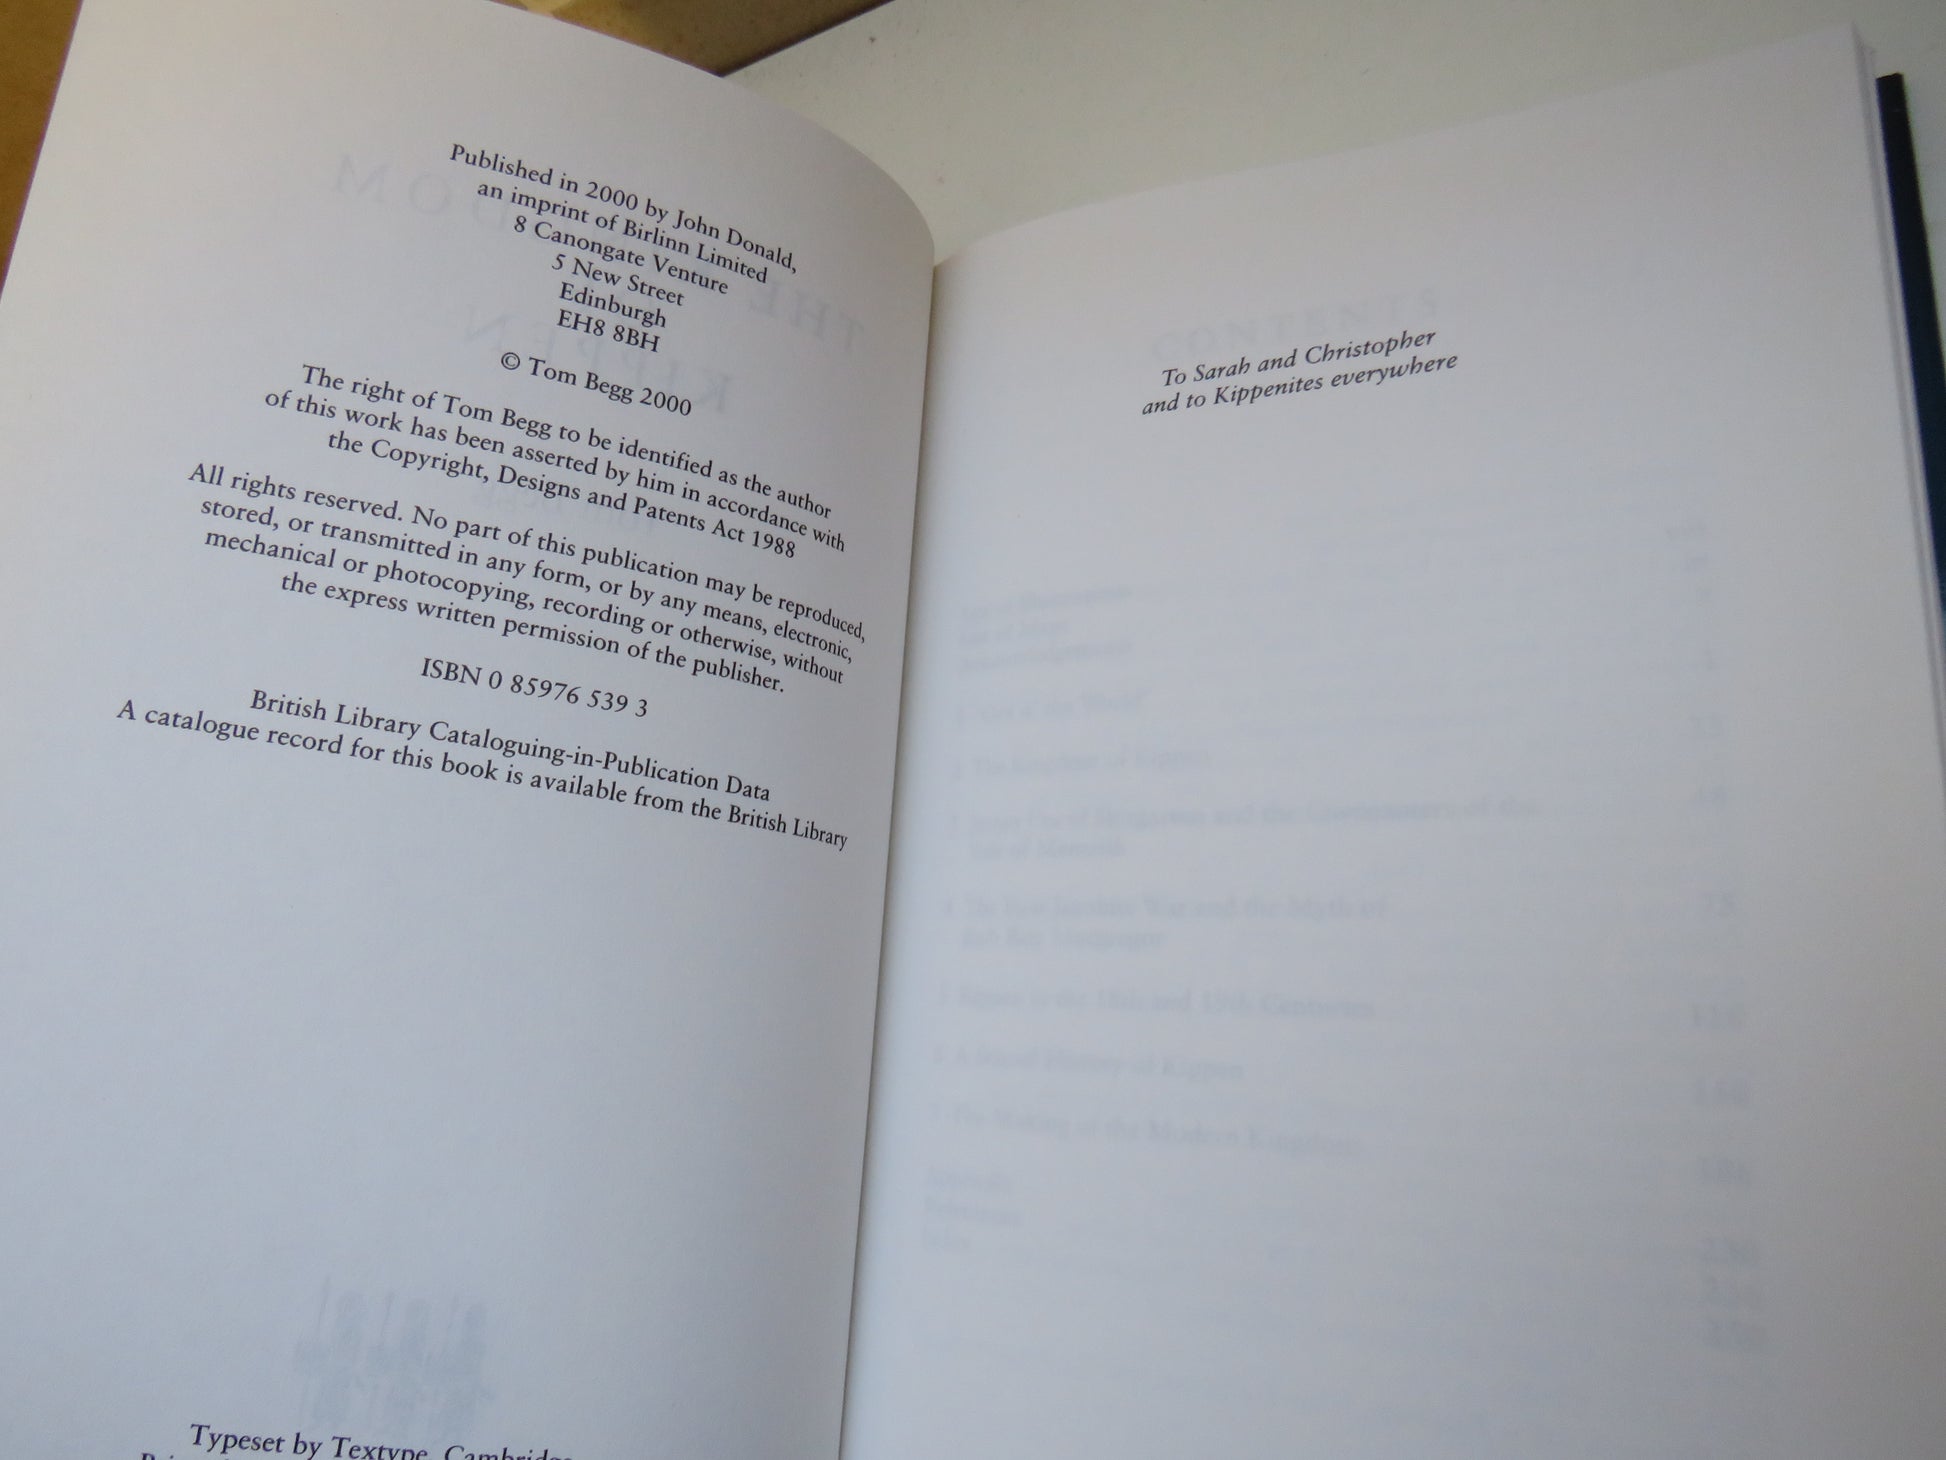 Published in 2000 by John Donald,
an imprint of Birlinn Limited
8 Canongate Venture
5 New Street
Edinburgh
EH8 8BH
© Tom Begg 2000
The right of Tom Begg to be identified as the author
of this work has been asserted by him in accordance with
the Copyright, Designs and Patents Act 1988
All rights reserved. No part of this publication may be reproduced,
stored, or transmitted in any form, or by any means, electronic,
mechanical or photocopying, recording or otherwise, without
the express written permission of the publisher.
ISBN 0 85976 539 3
British Library Cataloguing-in-Publication Data
A catalogue record for this book is available from the British Library
Typeset by Textype, Cambridge
To Sarah and Christopher
and to Kippenites everywhere
CONTENTS